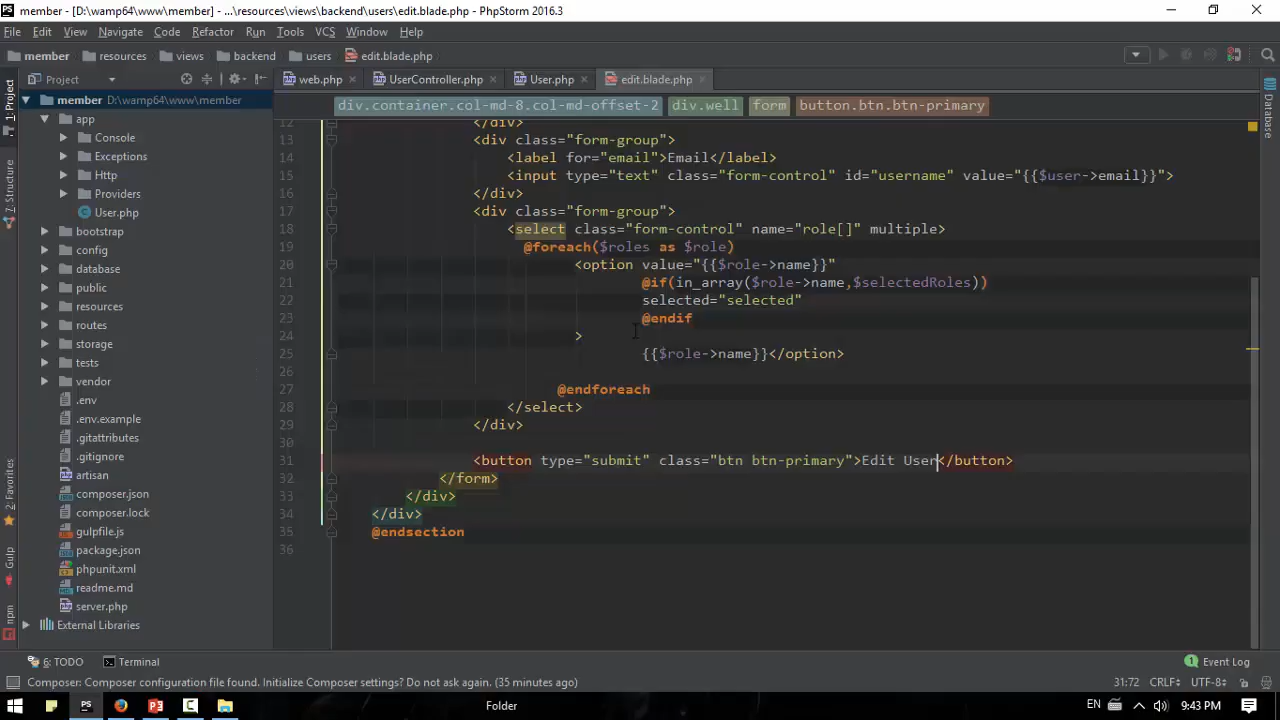 member - [D:\wamp64\www\member] - ...\resources\views\backend\users\edit.blade.php - PhpStorm 2016.3
File Edit View Navigate Code Refactor Run Tools VCS Window Help
member resources views backend users edit.blade.php
Project
web.php UserController.php User.php edit.blade.php
member D:\wamp64\www\member
div.container.col-md-8.col-md-offset-2 div.well form button.btn.btn-primary
app
Console
Exceptions
Http
Providers
User.php
bootstrap
config
database
public
resources
routes
storage
tests
vendor
.env
.env.example
.gitattributes
.gitignore
artisan
composer.json
composer.lock
gulpfile.js
package.json
phpunit.xml
readme.md
server.php
External Libraries
1: Project
7: Structure
2: Favorites
Gulp
npm
Database
12 </div>
13 <div class="form-group">
14 <label for="email">Email</label>
15 <input type="text" class="form-control" id="username" value="{{$user->email}}">
16 </div>
17 <div class="form-group">
18 <select class="form-control" name="role[]" multiple>
19 @foreach($roles as $role)
20 <option value="{{$role->name}}"
21 @if(in_array($role->name,$selectedRoles))
22 selected="selected"
23 @endif
24 >
25 {{$role->name}}</option>
26
27 @endforeach
28 </select>
29 </div>
30
31 <button type="submit" class="btn btn-primary">Edit User</button>
32 </form>
33 </div>
34 </div>
35 @endsection
36
6: TODO Terminal 1 Event Log
Composer: Composer configuration file found. Initialize Composer settings? Do not ask again. (35 minutes ago) 31:72 CRLF÷ UTF-8÷
Folder EN 9:43 PM